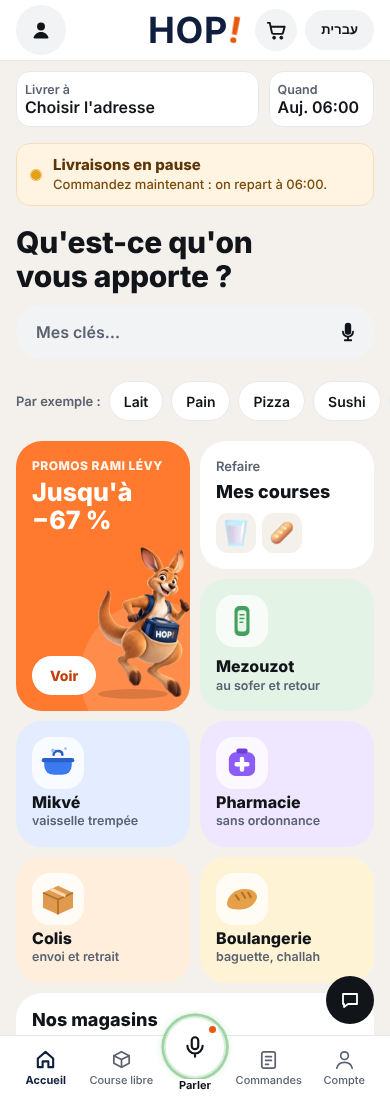 HOP!
עברית
Livrer à
Choisir l'adresse
Quand
Auj. 06:00
Livraisons en pause
Commandez maintenant : on repart à 06:00.
Qu'est-ce qu'on
vous apporte ?
Mes clés...
Par exemple :
Lait
Pain
Pizza
Sushi
PROMOS RAMI LÉVY
Jusqu'à
−67 %
HOP!
Voir
Refaire
Mes courses
Mezouzot
au sofer et retour
Mikvé
vaisselle trempée
Pharmacie
sans ordonnance
Colis
envoi et retrait
Boulangerie
baguette, challah
Nos magasins
Accueil
Course libre
Parler
Commandes
Compte